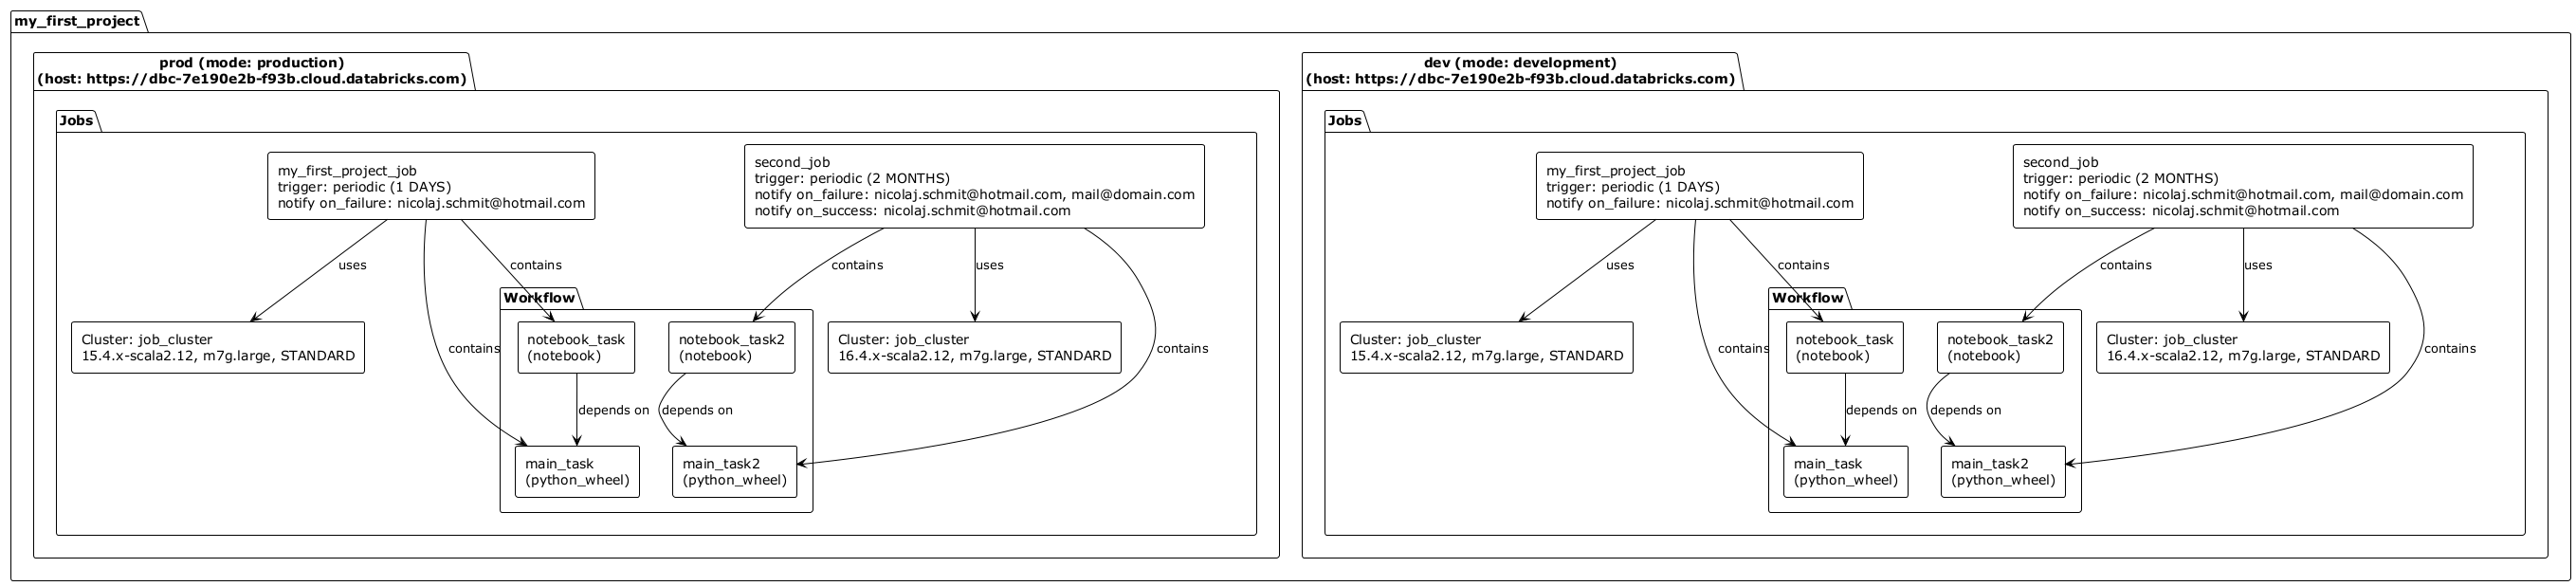 my_first_project
prod (mode: production)
(host: https://dbc-7e190e2b-f93b.cloud.databricks.com)
Jobs
my_first_project_job
trigger: periodic (1 DAYS)
notify on_failure: nicolaj.schmit@hotmail.com
second_job
trigger: periodic (2 MONTHS)
notify on_failure: nicolaj.schmit@hotmail.com, mail@domain.com
notify on_success: nicolaj.schmit@hotmail.com
uses
contains
contains
uses
Workflow
Cluster: job_cluster
15.4.x-scala2.12, m7g.large, STANDARD
contains
notebook_task
(notebook)
notebook_task2
(notebook)
Cluster: job_cluster
16.4.x-scala2.12, m7g.large, STANDARD
contains
depends on
depends on
main_task
(python_wheel)
main_task2
(python_wheel)
dev (mode: development)
(host: https://dbc-7e190e2b-f93b.cloud.databricks.com)
Jobs
my_first_project_job
trigger: periodic (1 DAYS)
notify on_failure: nicolaj.schmit@hotmail.com
second_job
trigger: periodic (2 MONTHS)
notify on_failure: nicolaj.schmit@hotmail.com, mail@domain.com
notify on_success: nicolaj.schmit@hotmail.com
uses
contains
contains
uses
Workflow
Cluster: job_cluster
15.4.x-scala2.12, m7g.large, STANDARD
contains
notebook_task
(notebook)
notebook_task2
(notebook)
Cluster: job_cluster
16.4.x-scala2.12, m7g.large, STANDARD
contains
depends on
depends on
main_task
(python_wheel)
main_task2
(python_wheel)